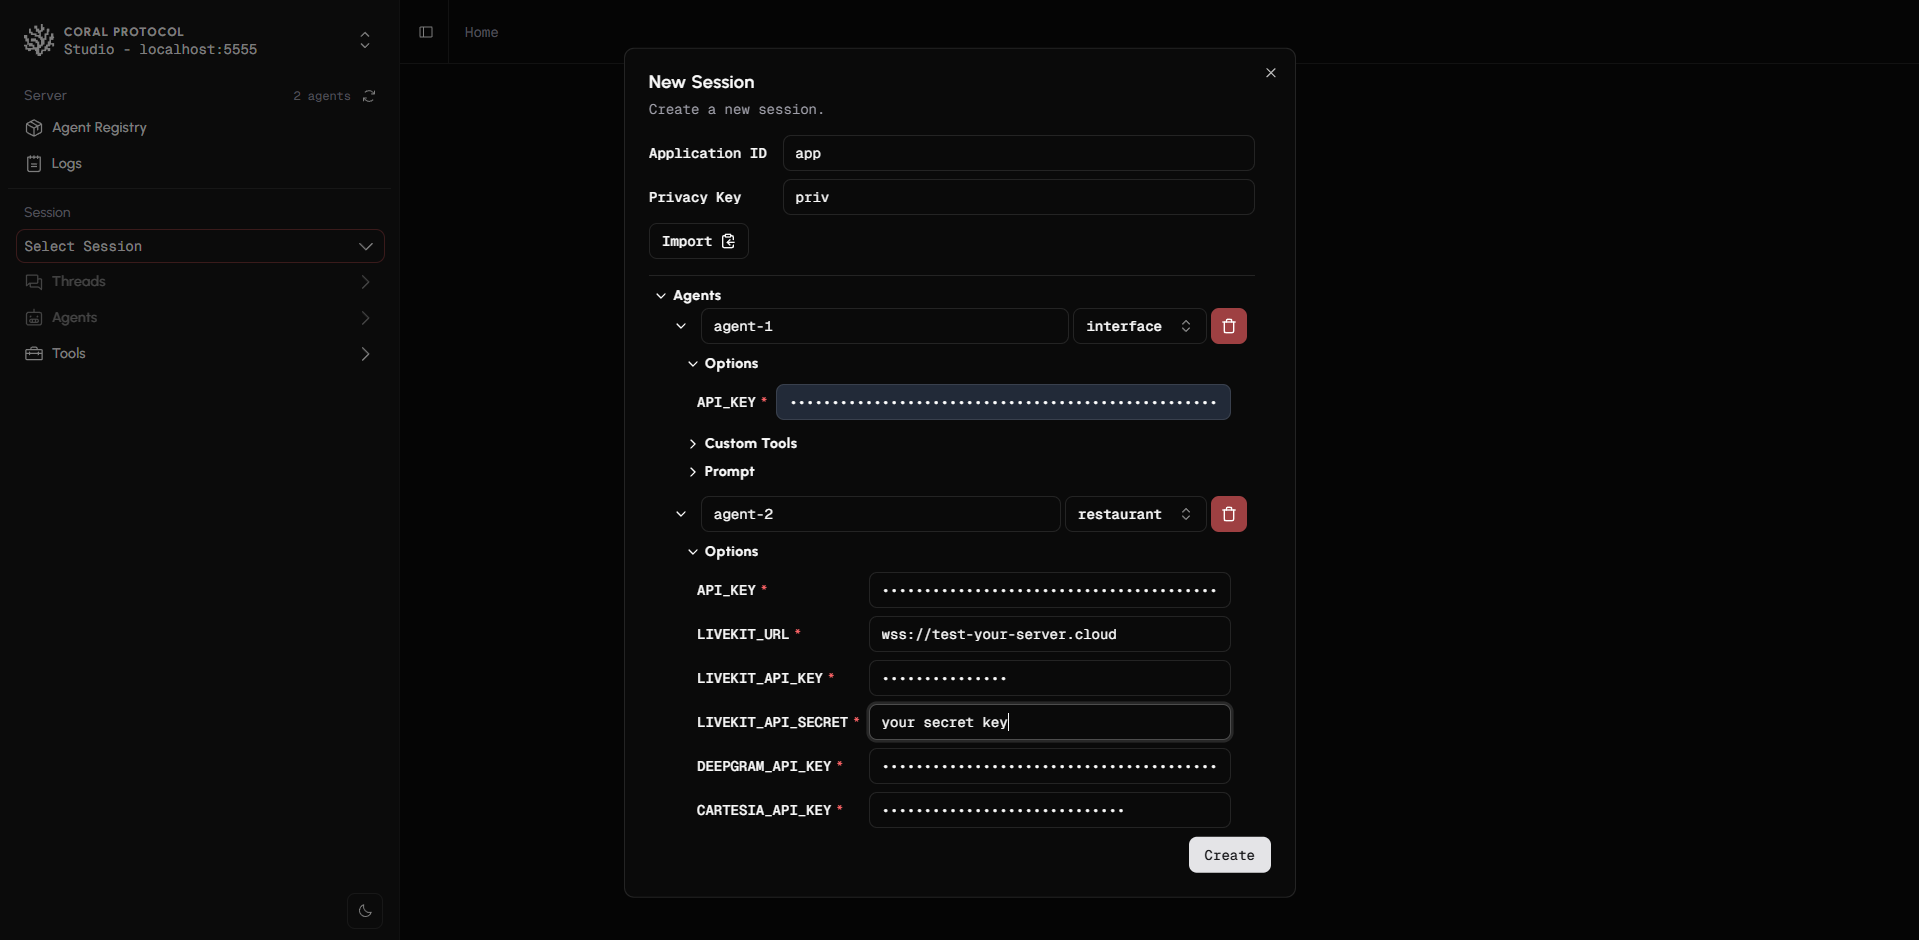 CORAL PROTOCOL
Studio - localhost:5555
Home
Server
2 agents
Agent Registry
Logs
Session
Select Session
Threads
Agents
Tools
New Session
Create a new session.
Application ID
app
Privacy Key
priv
Import
Agents
agent-1
interface
Options
API_KEY *
Custom Tools
Prompt
agent-2
restaurant
Options
API_KEY *
LIVEKIT_URL *
wss://test-your-server.cloud
LIVEKIT_API_KEY *
LIVEKIT_API_SECRET *
your secret key
DEEPGRAM_API_KEY *
CARTESIA_API_KEY *
Create